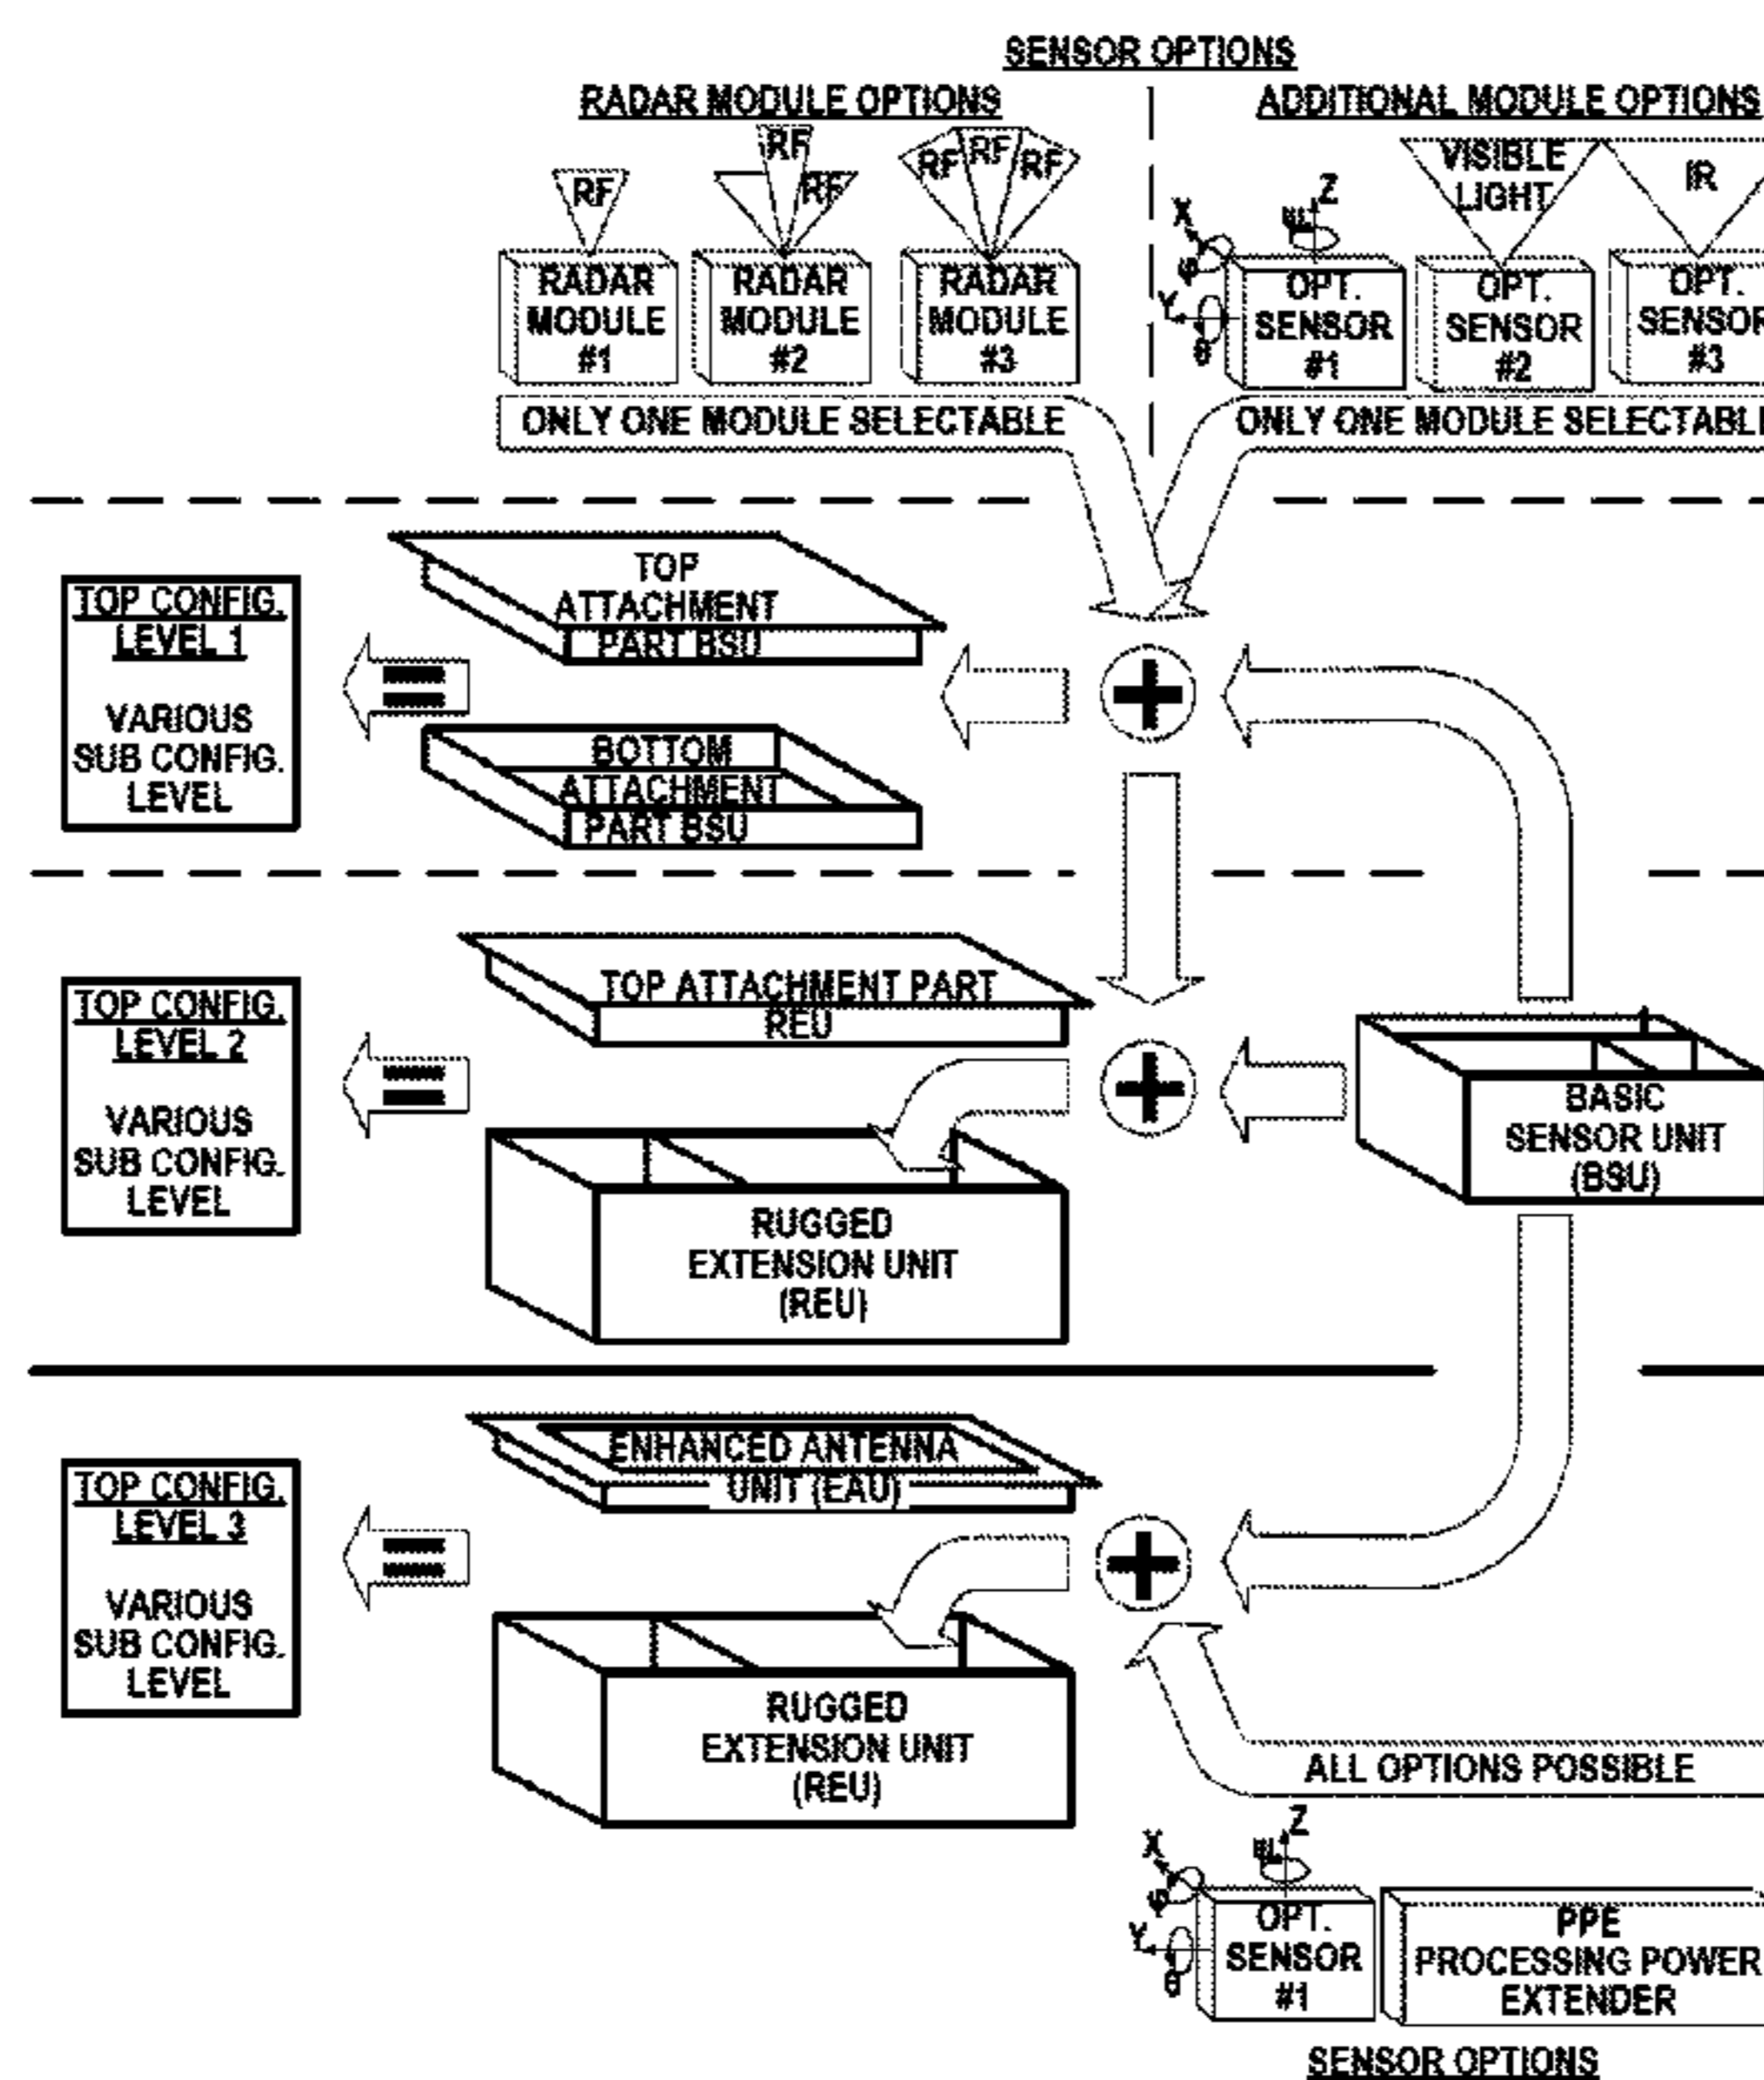 SENSOR OPTIONS
RADAR MODULE OPTIONS
ADDITIONAL MODULE OPTIONS
RF
RF
RF
RF
RF
RF
VISIBLE
LIGHT
IR
X
Z
φ
Y
θ
RADAR
MODULE
#1
RADAR
MODULE
#2
RADAR
MODULE
#3
OPT.
SENSOR
#1
OPT.
SENSOR
#2
OPT.
SENSOR
#3
ONLY ONE MODULE SELECTABLE
ONLY ONE MODULE SELECTABLE
TOP CONFIG.
LEVEL 1
VARIOUS
SUB CONFIG.
LEVEL
TOP
ATTACHMENT
PART BSU
BOTTOM
ATTACHMENT
PART BSU
TOP CONFIG.
LEVEL 2
VARIOUS
SUB CONFIG.
LEVEL
TOP ATTACHMENT PART
REU
RUGGED
EXTENSION UNIT
(REU)
BASIC
SENSOR UNIT
(BSU)
TOP CONFIG.
LEVEL 3
VARIOUS
SUB CONFIG.
LEVEL
ENHANCED ANTENNA
UNIT (EAU)
RUGGED
EXTENSION UNIT
(REU)
ALL OPTIONS POSSIBLE
X
Z
φ
Y
θ
OPT.
SENSOR
#1
PPE
PROCESSING POWER
EXTENDER
SENSOR OPTIONS